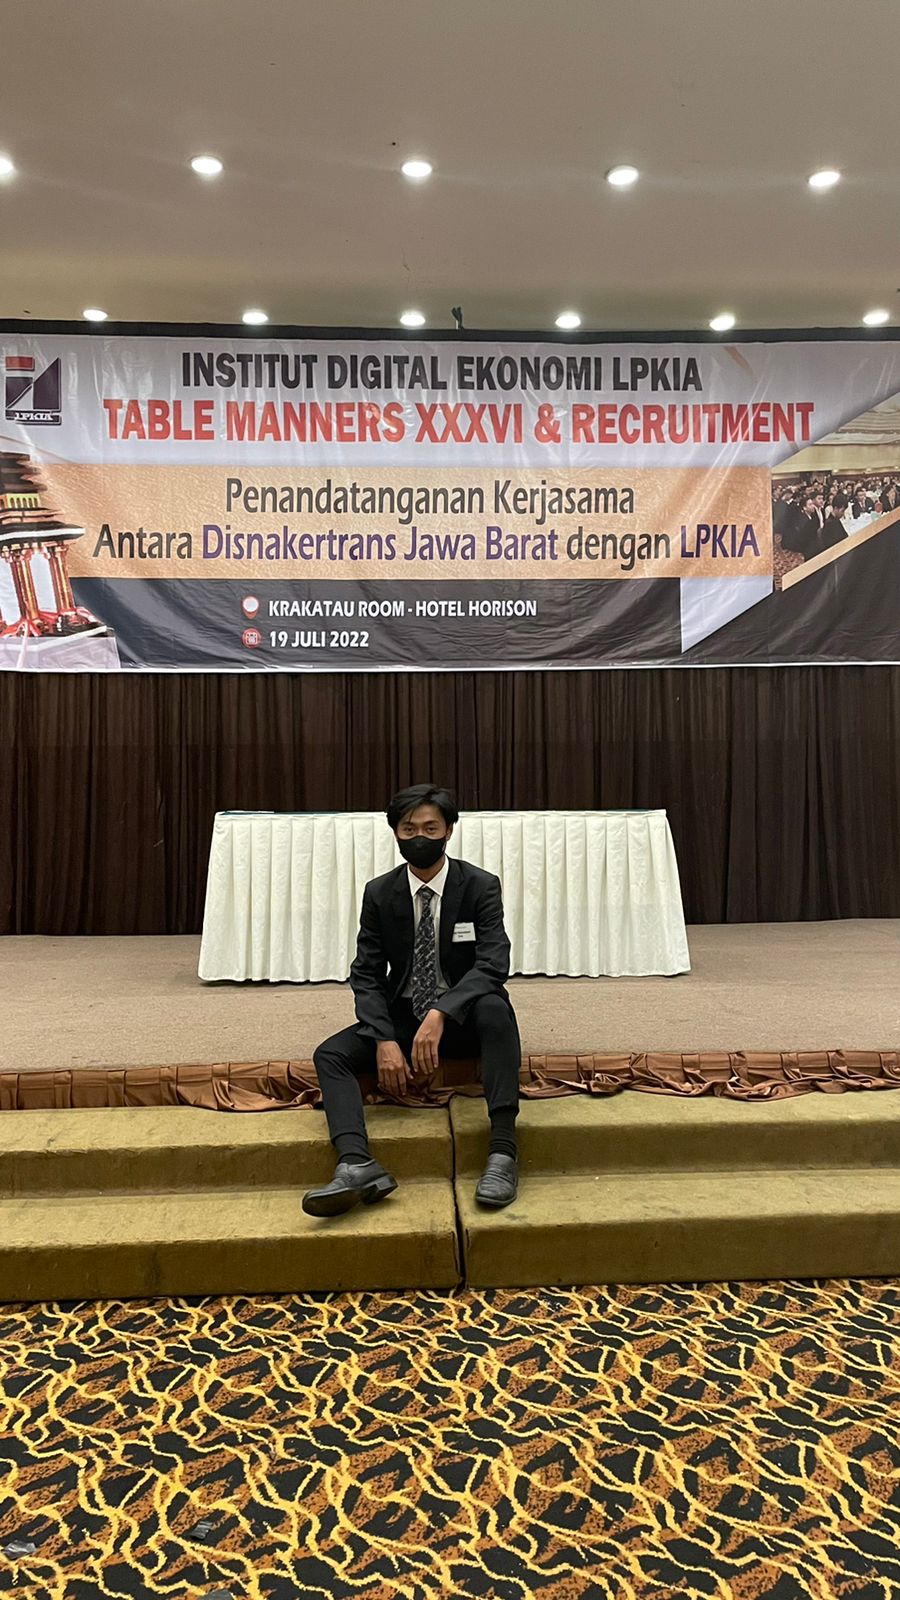 INSTITUT DIGITAL EKONOMI LPKIA
LPKIA
TABLE MANNERS XXXVI & RECRUITMENT
Penandatanganan Kerjasama
Antara Disnakertrans Jawa Barat dengan LPKIA
KRAKATAU ROOM - HOTEL HORISON
19 JULI 2022